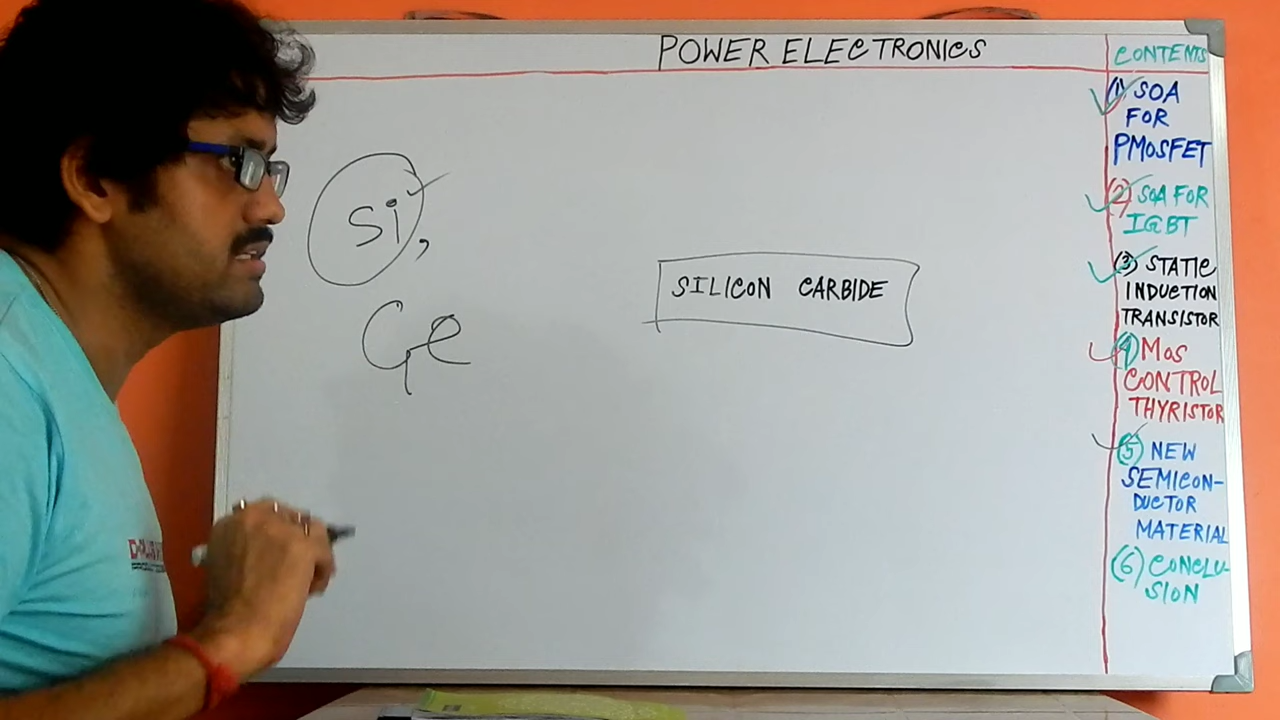 POWER ELECTRONICS
Si,
Ge
SILICON CARBIDE
CONTENTS
(1) SOA
FOR
PMOSFET
(2) SOA FOR
IGBT
(3) STATIC
INDUCTION
TRANSISTOR
(4) MOS
CONTROL
THYRISTOR
(5) NEW
SEMICON-
DUCTOR
MATERIAL
(6) CONCLU-
SION